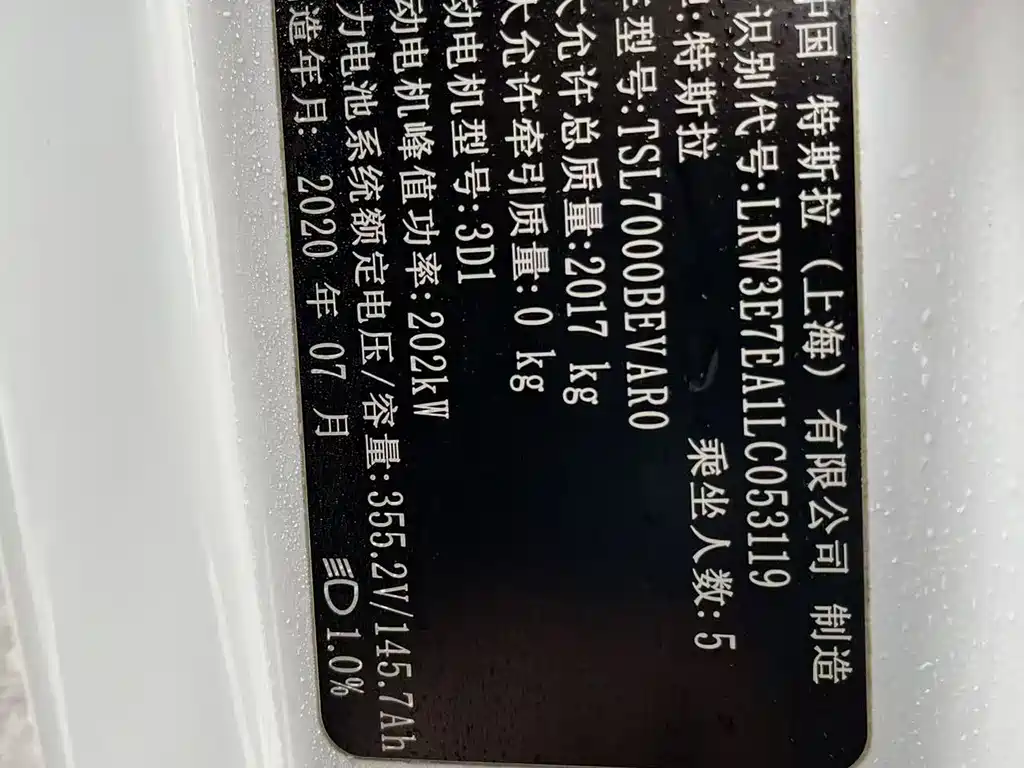 中国 特斯拉（上海）有限公司 制造
识别代号:LRW3E7EA1LC053119
:特斯拉 乘坐人数:5
型号:TSL7000BEVAR0
大允许总质量:2017 kg
大允许牵引质量:0 kg
动电机型号:3D1
动电机峰值功率:202kW
力电池系统额定电压/容量:355.2V/145.7Ah
造年月: 2020 年 07 月 1.0%